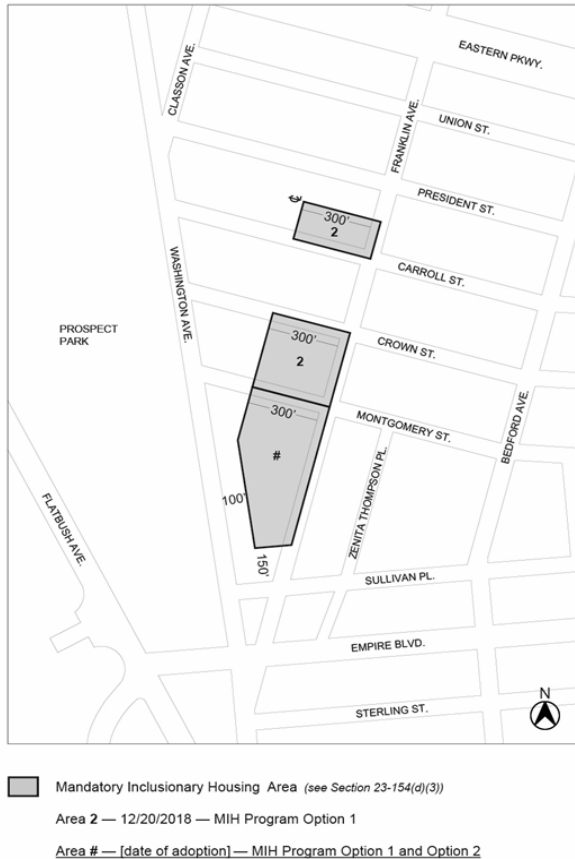 CLASSON AVE.
EASTERN PKWY.
FRANKLIN AVE.
UNION ST.
PRESIDENT ST.
300'
2
CARROLL ST.
WASHINGTON AVE.
PROSPECT
PARK
300'
2
CROWN ST.
300'
MONTGOMERY ST.
BEDFORD AVE.
#
ZENITA THOMPSON PL.
100'
FLATBUSH AVE.
150'
SULLIVAN PL.
EMPIRE BLVD.
STERLING ST.
N
Mandatory Inclusionary Housing Area (see Section 23-154(d)(3))
Area 2 — 12/20/2018 — MIH Program Option 1
Area # — [date of adoption] — MIH Program Option 1 and Option 2